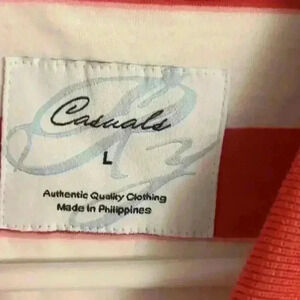 Casuals
L
Authentic Quality Clothing
Made In Philippines